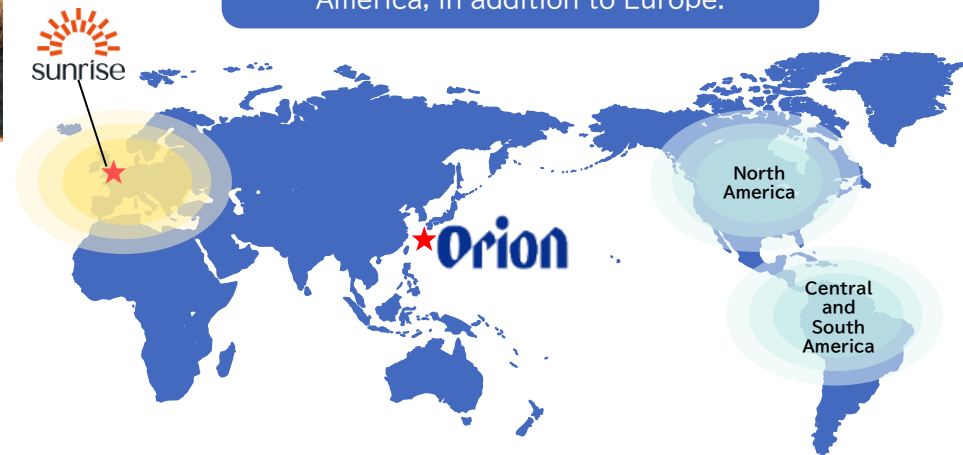 America, in addition to Europe.
sunrise
North
America
Orion
Central
and
South
America